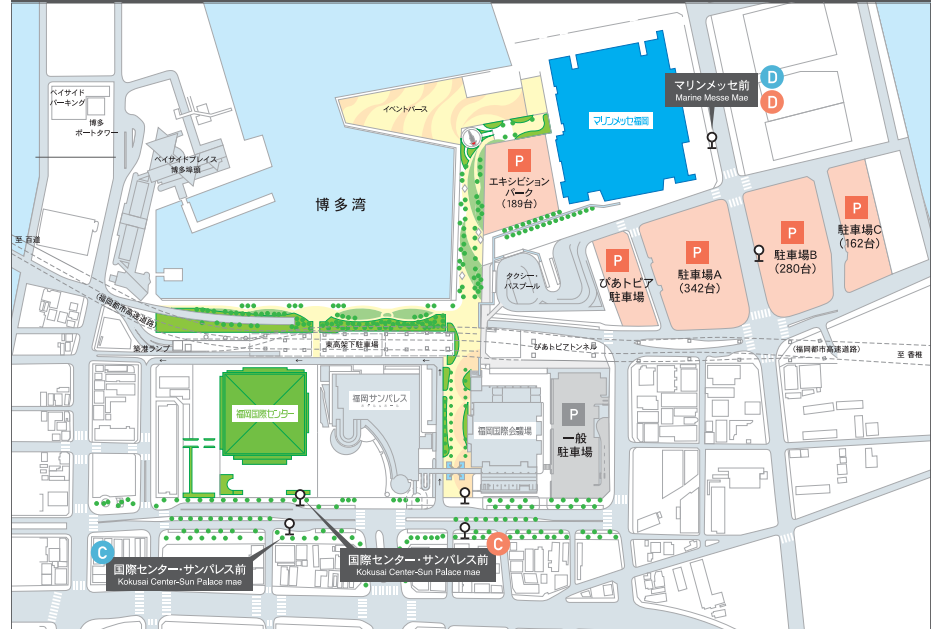 マリンメッセ前
Marine Messe Mae
D
D
ベイサイド
パーキング
博多
ポートタワー
ベイサイドプレイス
博多埠頭
イベントバース
マリンメッセ福岡
P
エキシビション
パーク
(189台)
博多湾
至 百道
タクシー・
バスプール
P
ぴあトピア
駐車場
P
駐車場A
(342台)
P
駐車場B
(280台)
P
駐車場C
(162台)
(福岡都市高速道路)
築港ランプ
東高架下駐車場
ぴあトピアトンネル
(福岡都市高速道路)
至 香椎
福岡国際センター
福岡サンパレス
福岡国際会議場
P
一般
駐車場
C
国際センター・サンパレス前
Kokusai Center-Sun Palace mae
C
国際センター・サンパレス前
Kokusai Center-Sun Palace mae